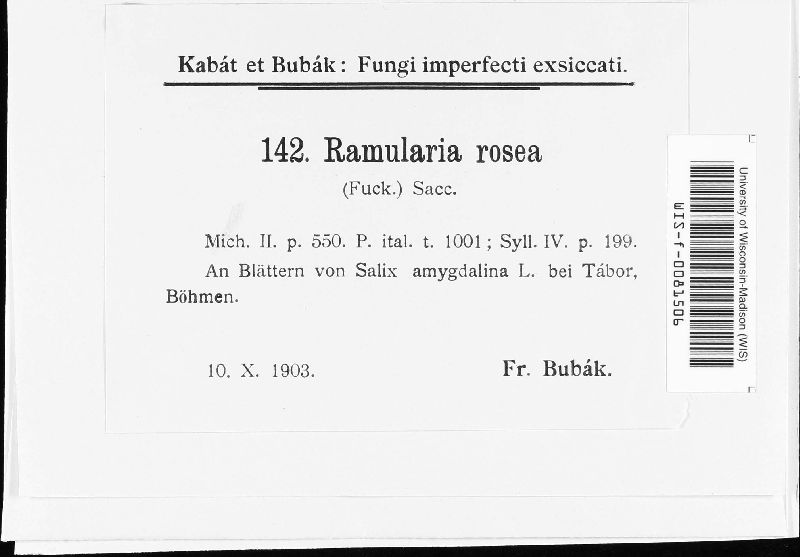 Kabát et Bubák: Fungi imperfecti exsiccati.
142. Ramularia rosea
(Fuck.) Sacc.
Mich. II. p. 550. P. ital. t. 1001; Syll. IV. p. 199.
An Blättern von Salix amygdalina L. bei Tábor,
Böhmen.
10. X. 1903.
Fr. Bubák.
University of Wisconsin-Madison (WIS)
WIS-f-0081506